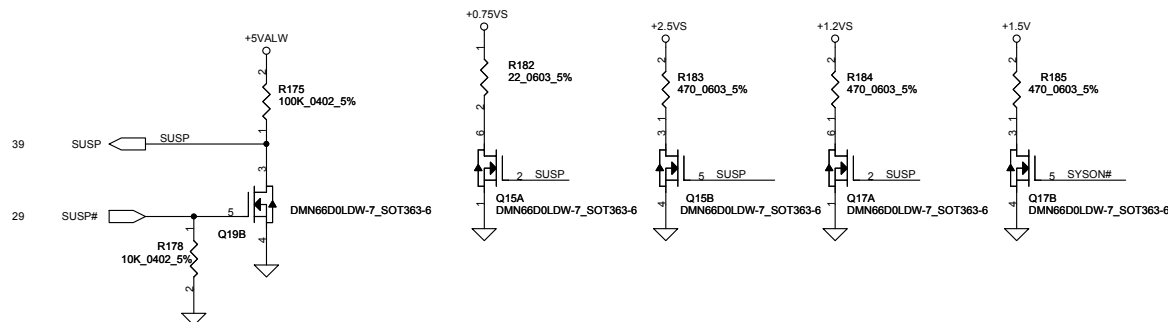 +5VALW
2
R175
100K_0402_5%
1
39 SUSP SUSP
3
29 SUSP# 5
DMN66D0LDW-7_SOT363-6
Q19B
4
1
R178
10K_0402_5%
2
+0.75VS
1
R182
22_0603_5%
2
6
2 SUSP
Q15A
DMN66D0LDW-7_SOT363-6
1
+2.5VS
2
R183
470_0603_5%
1
3
5 SUSP
Q15B
DMN66D0LDW-7_SOT363-6
4
+1.2VS
2
R184
470_0603_5%
1
6
2 SUSP
Q17A
DMN66D0LDW-7_SOT363-6
1
+1.5V
2
R185
470_0603_5%
1
3
5 SYSON#
Q17B
DMN66D0LDW-7_SOT363-6
4